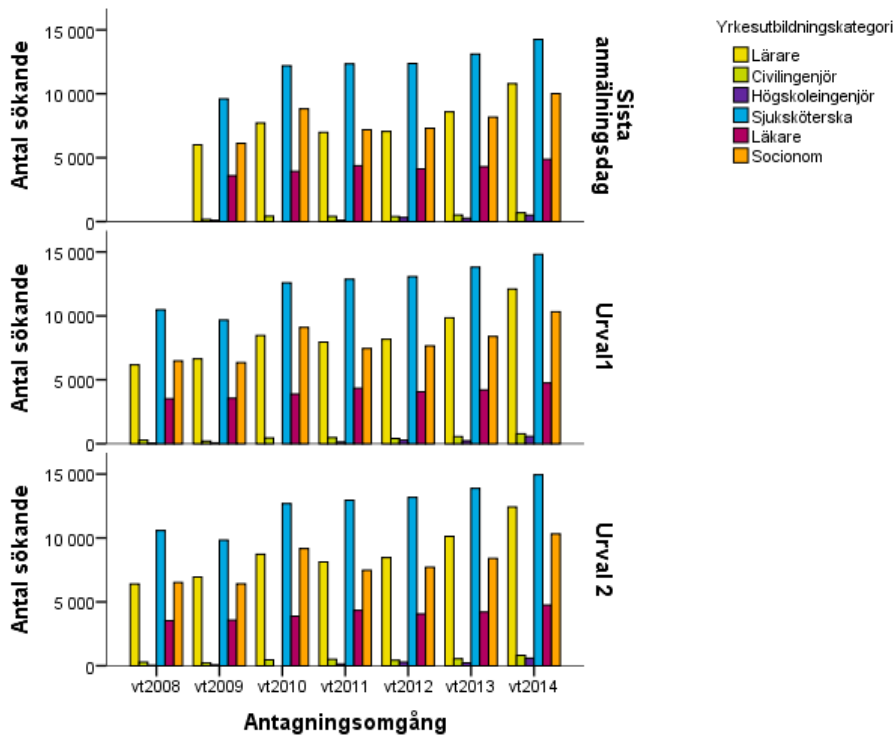 Antal sökande
15 000
10 000
5 000
0
Sista
anmälningsdag
Antal sökande
15 000
10 000
5 000
0
Urval1
Antal sökande
15 000
10 000
5 000
0
Urval 2
vt2008 vt2009 vt2010 vt2011 vt2012 vt2013 vt2014
Antagningsomgång
Yrkesutbildningskategori
Lärare
Civilingenjör
Högskoleingenjör
Sjuksköterska
Läkare
Socionom